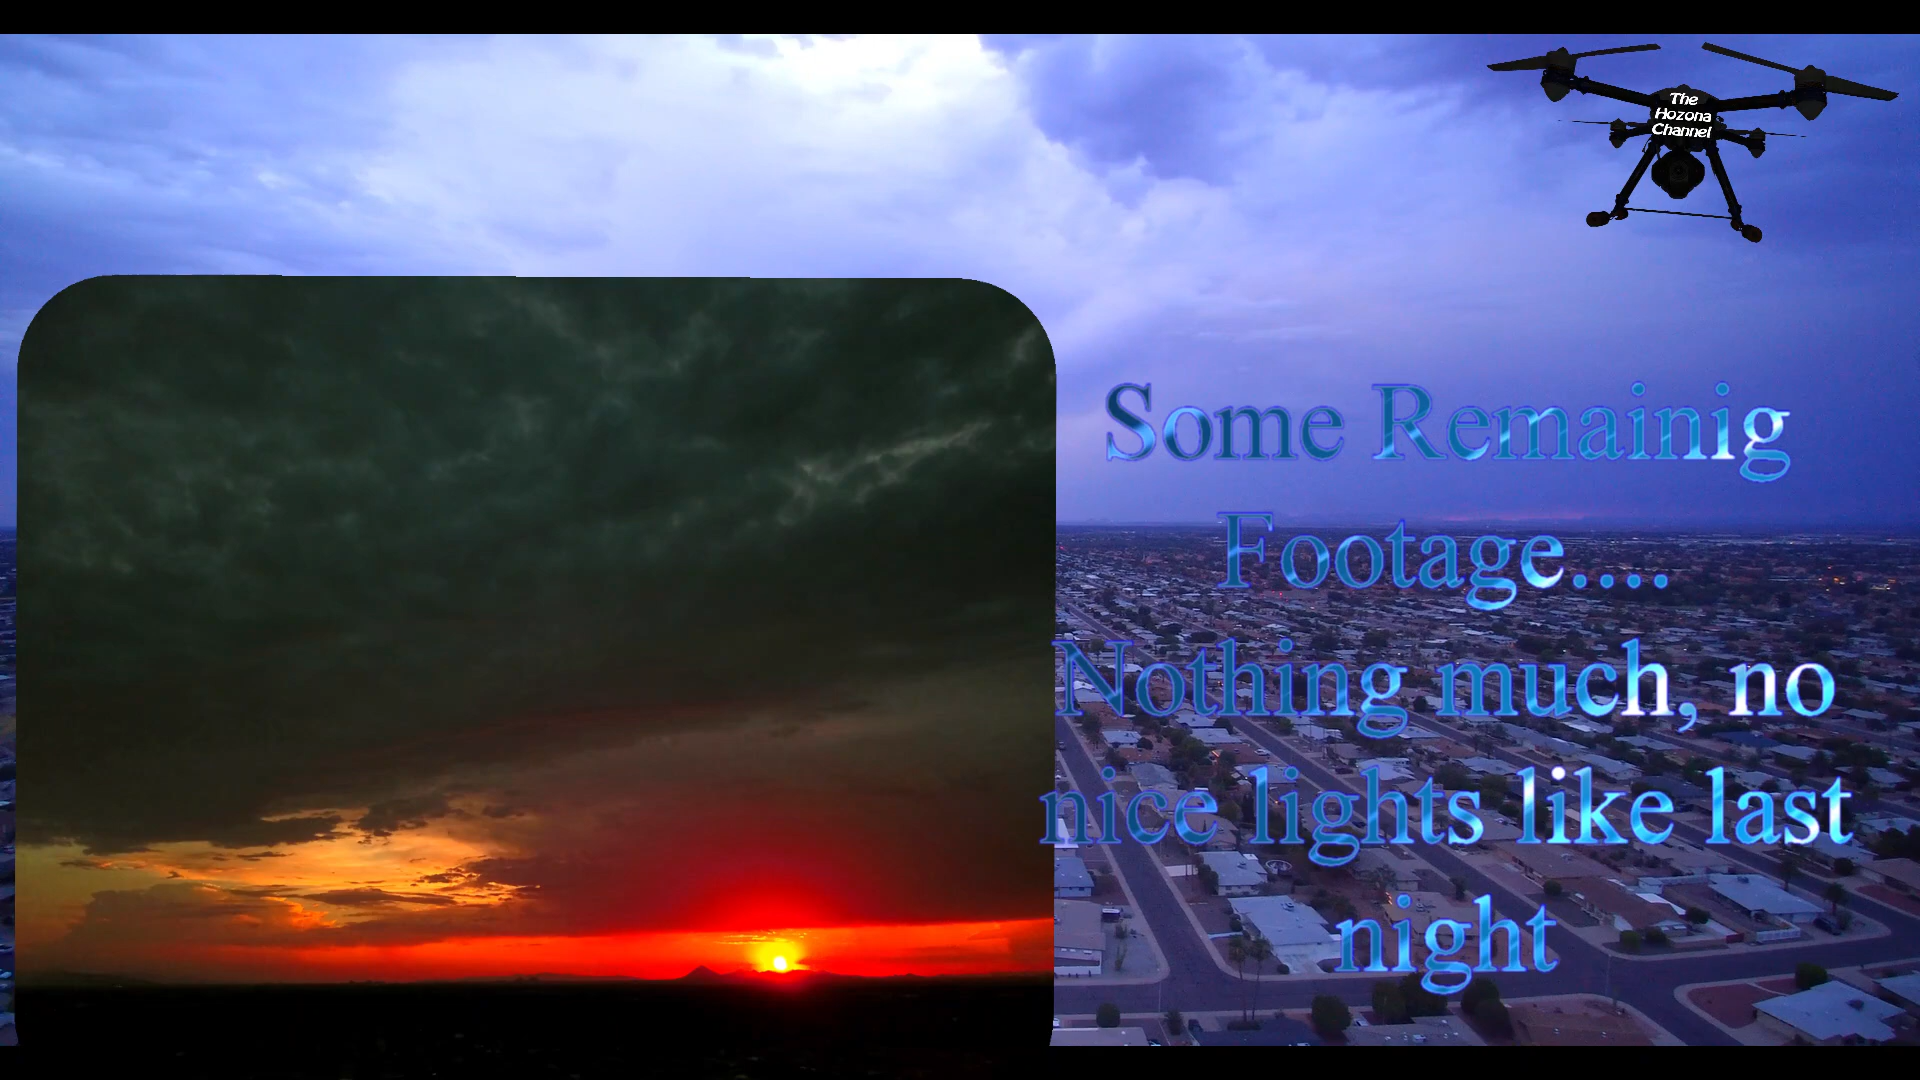 The
Hozona
Channel
Some Remainig
Footage....
Nothing much, no
nice lights like last
night